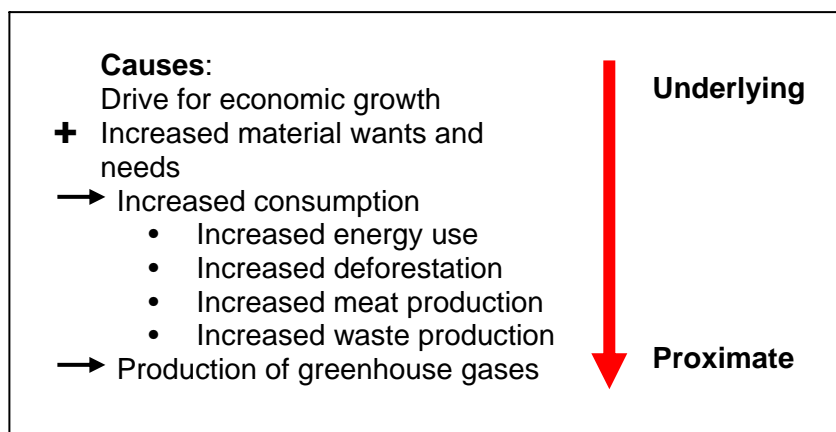 Causes:
Drive for economic growth
+ Increased material wants and
needs
→ Increased consumption
• Increased energy use
• Increased deforestation
• Increased meat production
• Increased waste production
→ Production of greenhouse gases
Underlying
Proximate